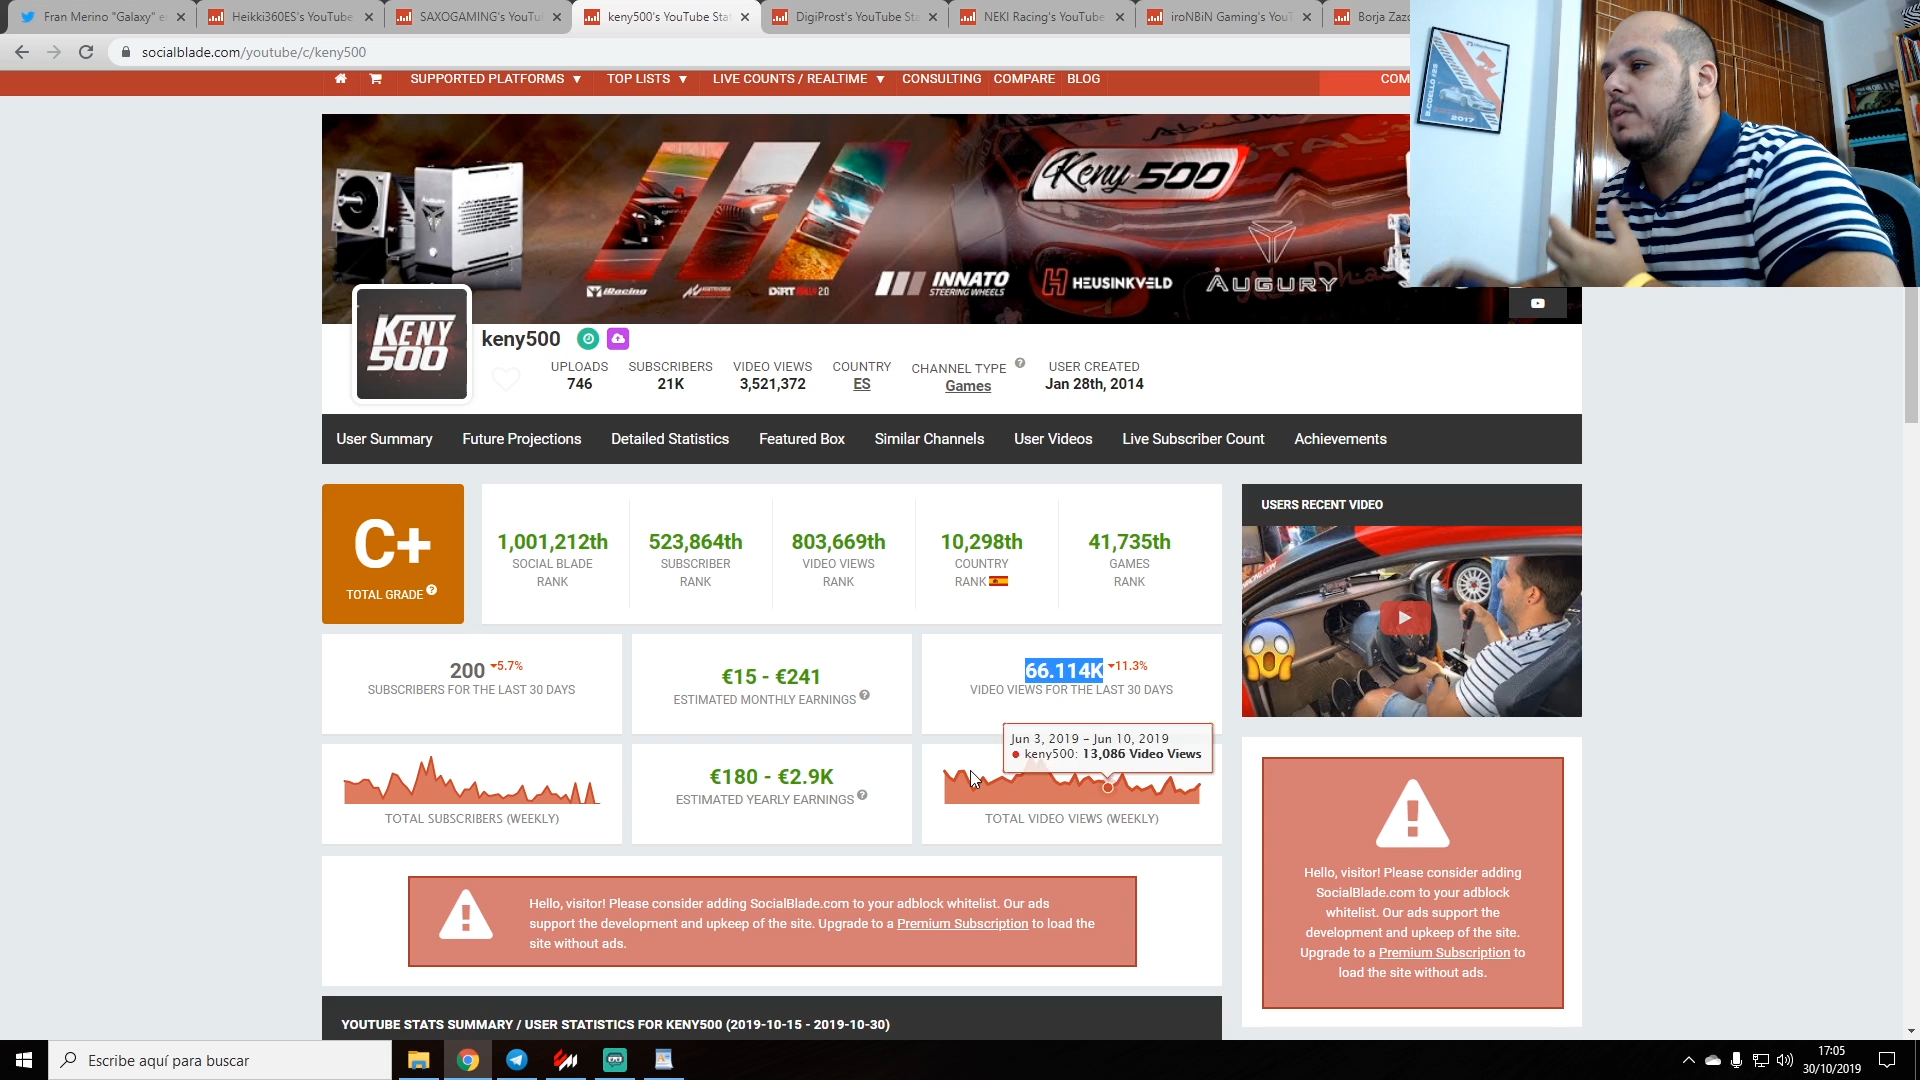 Fran Merino "Galaxy" e
Heikki360ES's YouTube
SAXOGAMING's YouTu
keny500's YouTube Stat
DigiProst's YouTube Sta
NEKI Racing's YouTube
iroNBiN Gaming's YouT
Borja Zazo
socialblade.com/youtube/c/keny500
SUPPORTED PLATFORMS
TOP LISTS
LIVE COUNTS / REALTIME
CONSULTING
COMPARE
BLOG
COM
B.COELLO #25
2017
Keny 500
iRacing
DiRT RALLY 2.0
INNATO
STEERING WHEELS
HEUSINKVELD
AUGURY
KENY
500
keny500
UPLOADS
746
SUBSCRIBERS
21K
VIDEO VIEWS
3,521,372
COUNTRY
ES
CHANNEL TYPE
Games
USER CREATED
Jan 28th, 2014
User Summary
Future Projections
Detailed Statistics
Featured Box
Similar Channels
User Videos
Live Subscriber Count
Achievements
C+
TOTAL GRADE
1,001,212th
SOCIAL BLADE
RANK
523,864th
SUBSCRIBER
RANK
803,669th
VIDEO VIEWS
RANK
10,298th
COUNTRY
RANK
41,735th
GAMES
RANK
USERS RECENT VIDEO
200 5.7%
SUBSCRIBERS FOR THE LAST 30 DAYS
€15 - €241
ESTIMATED MONTHLY EARNINGS
66.114K 11.3%
VIDEO VIEWS FOR THE LAST 30 DAYS
Jun 3, 2019 – Jun 10, 2019
keny500: 13,086 Video Views
TOTAL SUBSCRIBERS (WEEKLY)
€180 - €2.9K
ESTIMATED YEARLY EARNINGS
TOTAL VIDEO VIEWS (WEEKLY)
Hello, visitor! Please consider adding SocialBlade.com to your adblock whitelist. Our ads
support the development and upkeep of the site. Upgrade to a Premium Subscription to load the
site without ads.
Hello, visitor! Please consider adding
SocialBlade.com to your adblock
whitelist. Our ads support the
development and upkeep of the site.
Upgrade to a Premium Subscription to
load the site without ads.
YOUTUBE STATS SUMMARY / USER STATISTICS FOR KENY500 (2019-10-15 - 2019-10-30)
Escribe aquí para buscar
17:05
30/10/2019